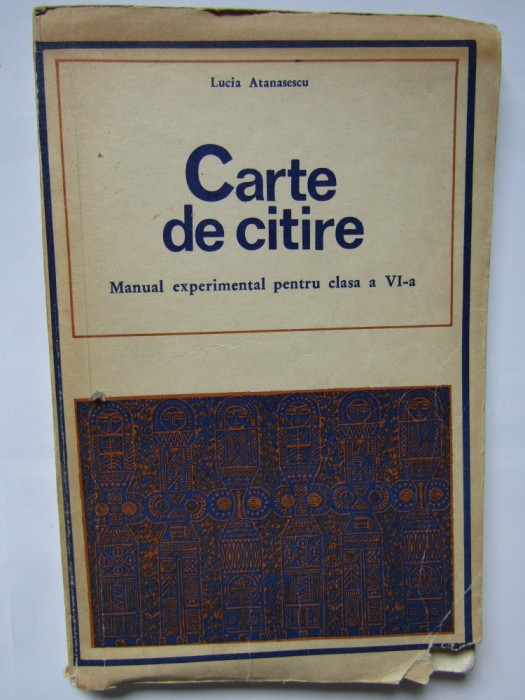 Lucia Atanasescu
Carte
de citire
Manual experimental pentru clasa a VI-a